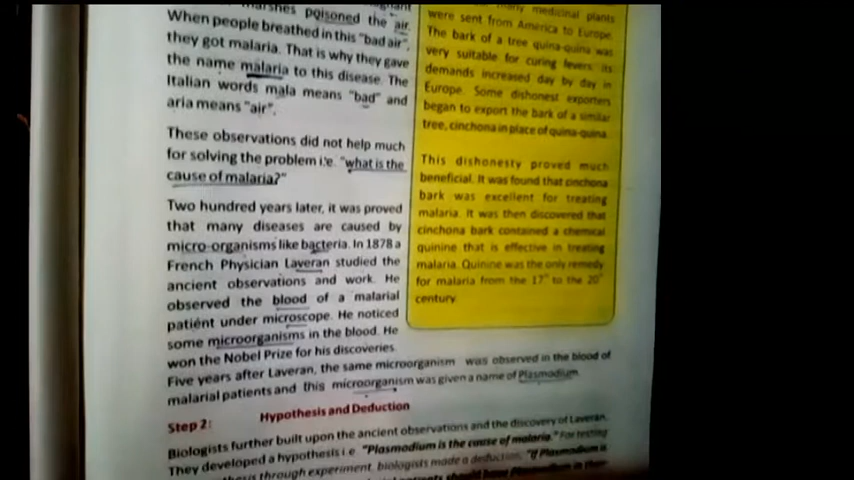 marshes poisoned the air.
When people breathed in this "bad air",
they got malaria. That is why they gave
the name malaria to this disease. The
Italian words mala means "bad" and
aria means "air".
These observations did not help much
for solving the problem i.e. "what is the
cause of malaria?"
Two hundred years later, it was proved
that many diseases are caused by
micro-organisms like bacteria. In 1878 a
French Physician Laveran studied the
ancient observations and work. He
observed the blood of a malarial
patient under microscope. He noticed
some microorganisms in the blood. He
won the Nobel Prize for his discoveries.
Five years after Laveran, the same microorganism was observed in the blood of
malarial patients and this microorganism was given a name of Plasmodium.
Step 2: Hypothesis and Deduction
Biologists further built upon the ancient observations and the discovery of Laveran.
They developed a hypothesis i.e "Plasmodium is the cause of malaria." For testing
through experiment, biologists made a deduction, "If Plasmodium is
many medicinal plants
were sent from America to Europe.
The bark of a tree quina-quina was
very suitable for curing fevers. Its
demands increased day by day in
Europe. Some dishonest exporters
began to export the bark of a similar
tree, cinchona in place of quina-quina.
This dishonesty proved much
beneficial. It was found that cinchona
bark was excellent for treating
malaria. It was then discovered that
cinchona bark contained a chemical
quinine that is effective in treating
malaria. Quinine was the only remedy
for malaria from the 17th to the 20th
century.